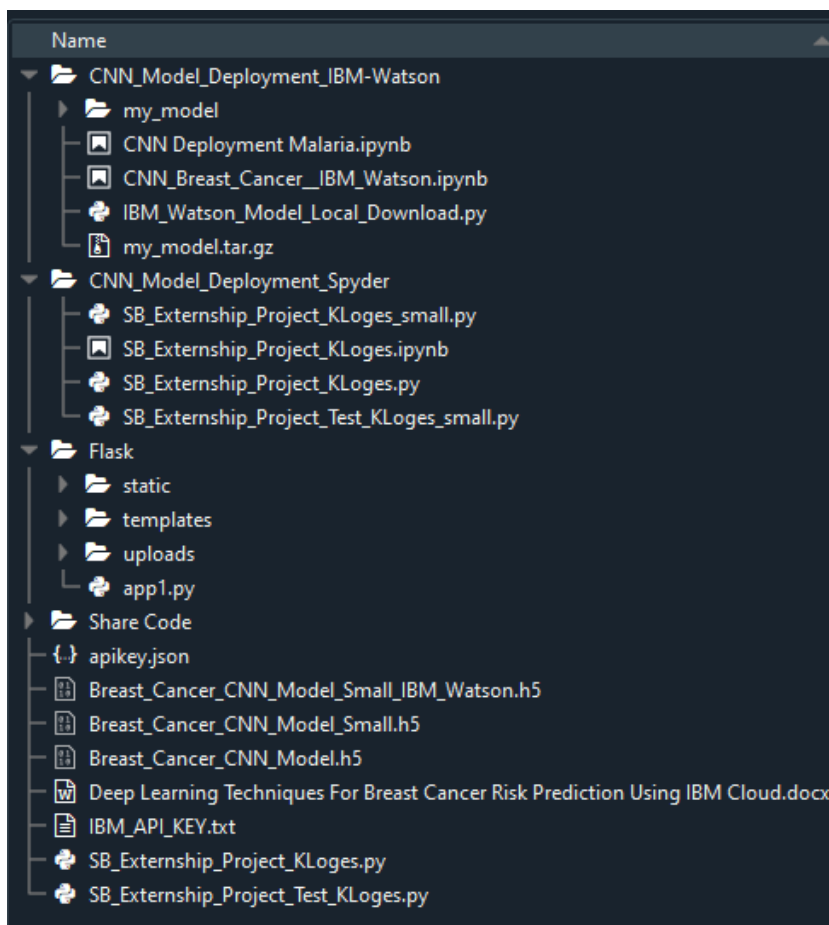 Name
CNN_Model_Deployment_IBM-Watson
my_model
CNN Deployment Malaria.ipynb
CNN_Breast_Cancer__IBM_Watson.ipynb
IBM_Watson_Model_Local_Download.py
my_model.tar.gz
CNN_Model_Deployment_Spyder
SB_Externship_Project_KLoges_small.py
SB_Externship_Project_KLoges.ipynb
SB_Externship_Project_KLoges.py
SB_Externship_Project_Test_KLoges_small.py
Flask
static
templates
uploads
app1.py
Share Code
apikey.json
Breast_Cancer_CNN_Model_Small_IBM_Watson.h5
Breast_Cancer_CNN_Model_Small.h5
Breast_Cancer_CNN_Model.h5
Deep Learning Techniques For Breast Cancer Risk Prediction Using IBM Cloud.docx
IBM_API_KEY.txt
SB_Externship_Project_KLoges.py
SB_Externship_Project_Test_KLoges.py